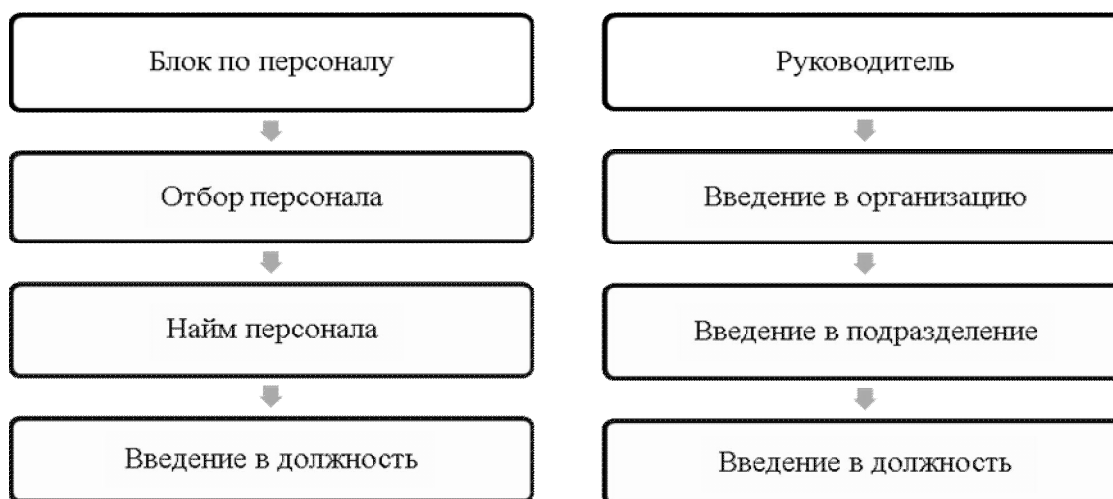 Блок по персоналу
Отбор персонала
Найм персонала
Введение в должность
Руководитель
Введение в организацию
Введение в подразделение
Введение в должность